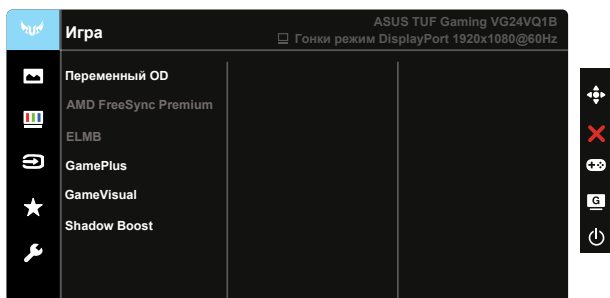 Игра
ASUS TUF Gaming VG24VQ1B
Гонки режим DisplayPort 1920x1080@60Hz
Переменный OD
AMD FreeSync Premium
ELMB
GamePlus
GameVisual
Shadow Boost
G